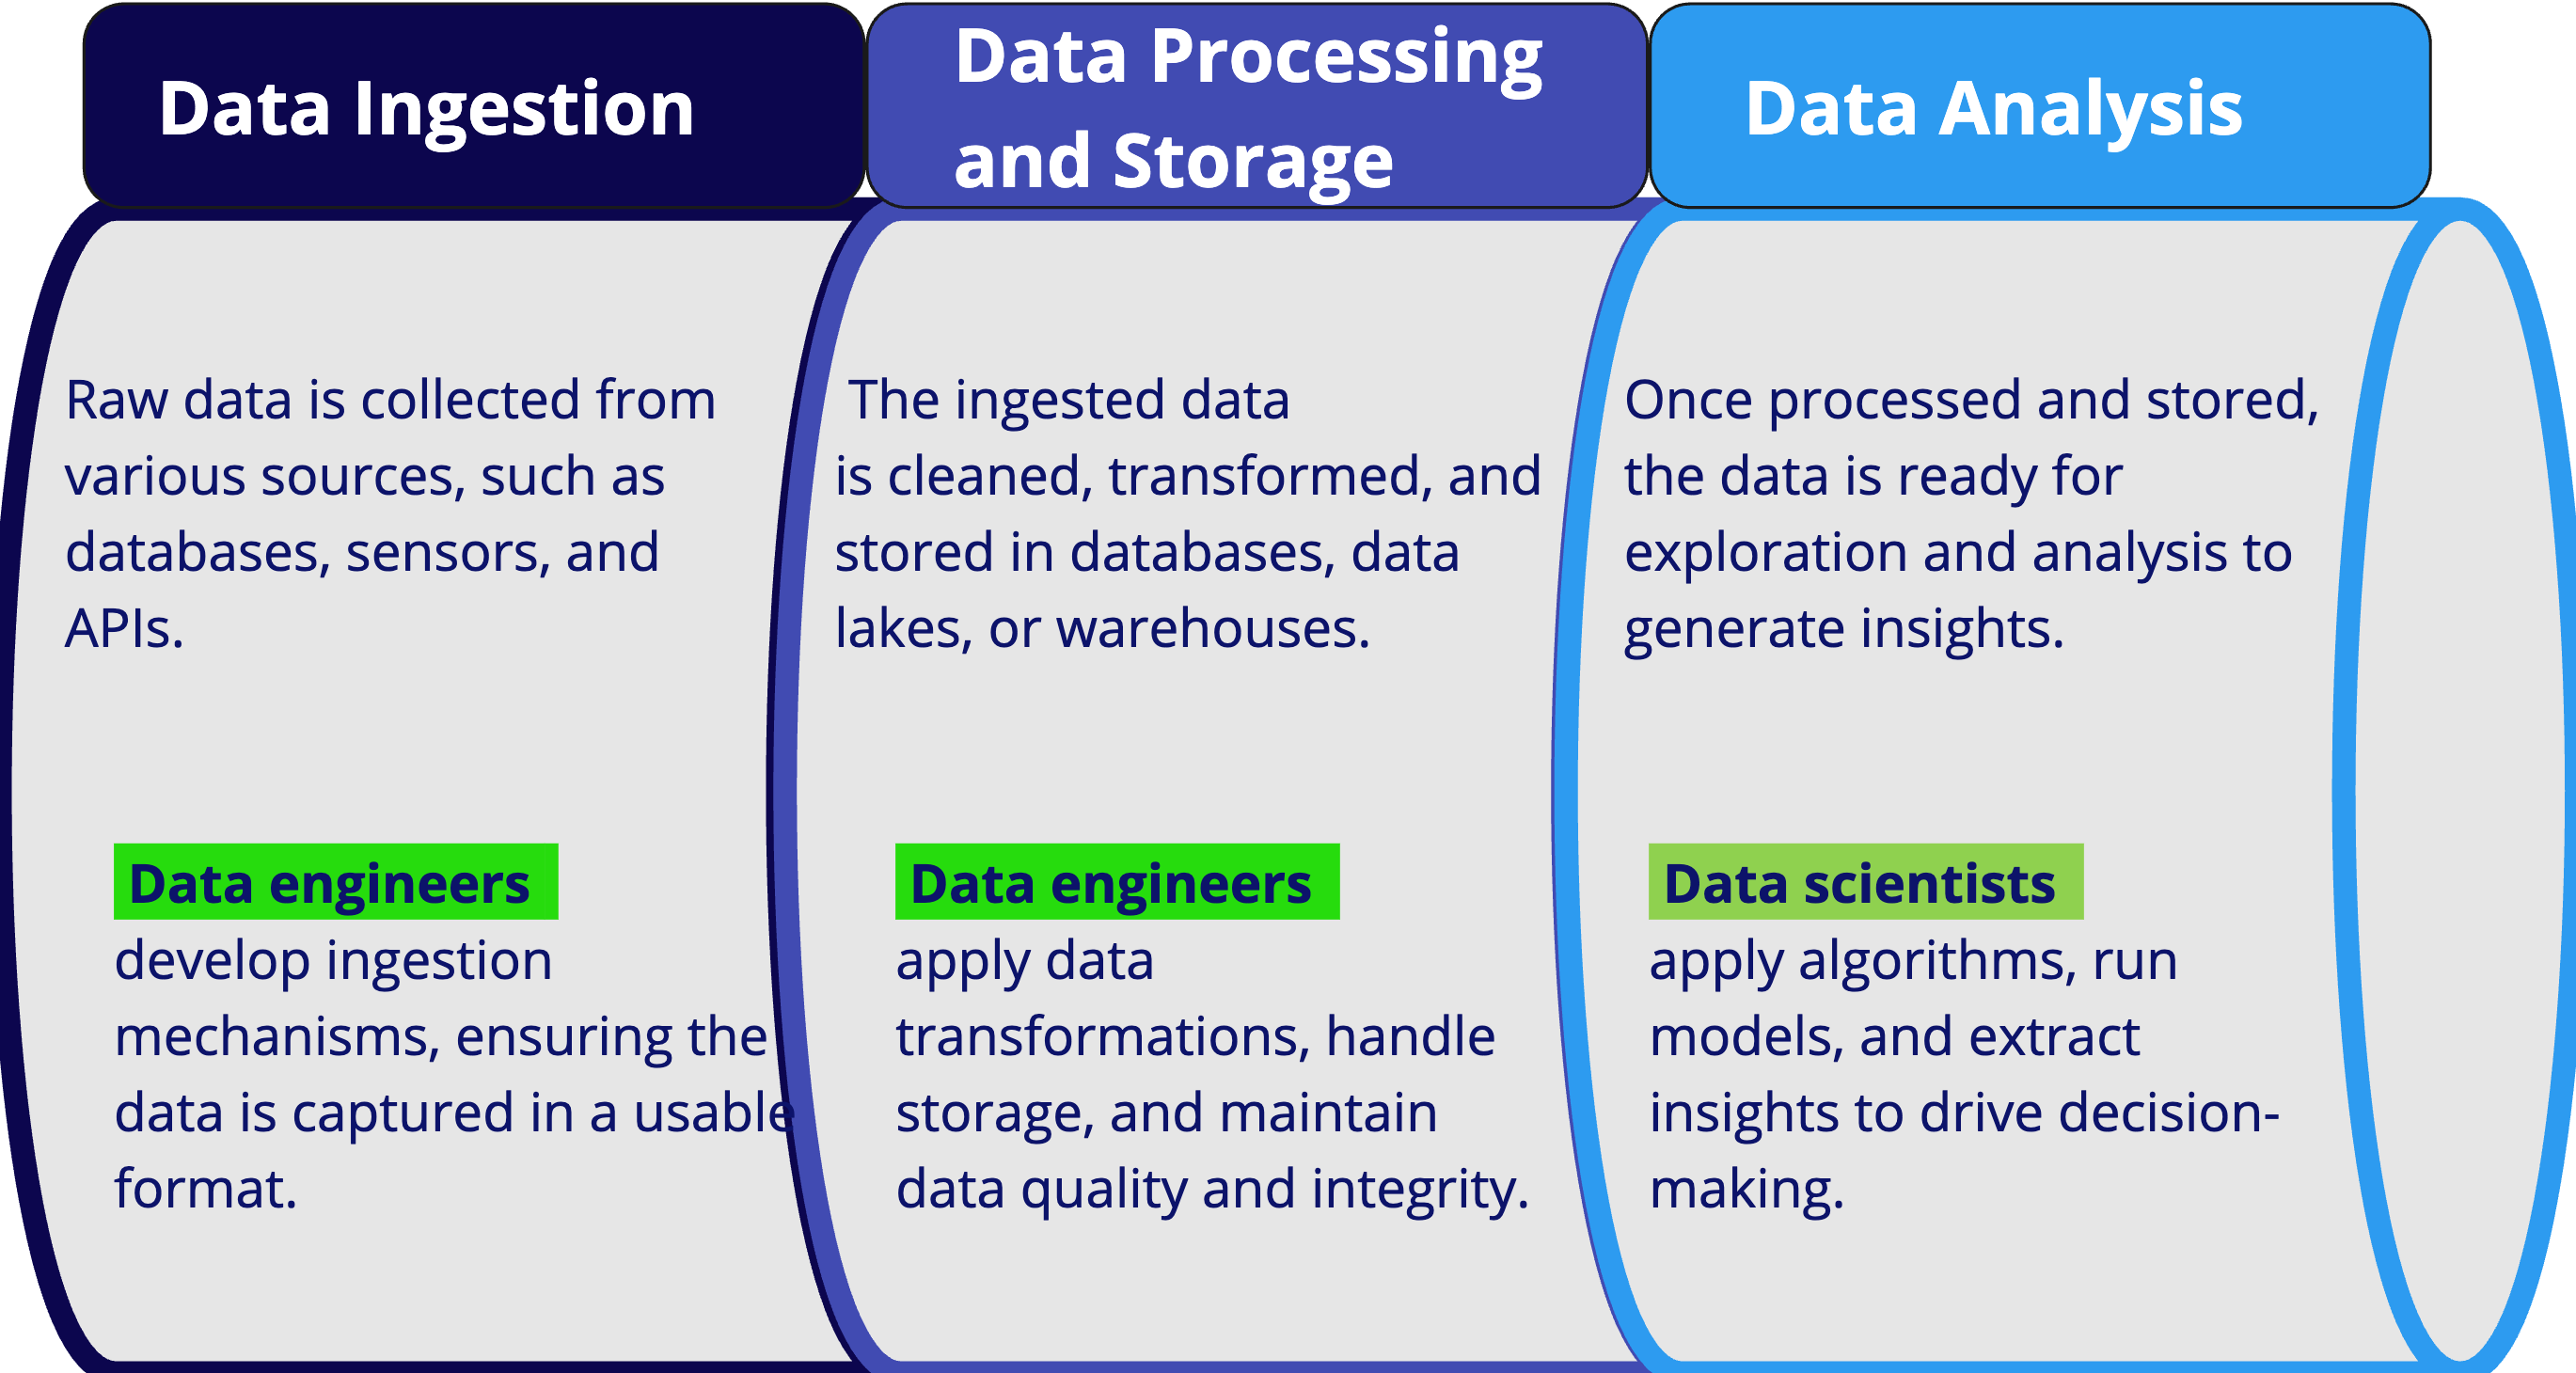 Data Ingestion
Raw data is collected from
various sources, such as
databases, sensors, and
APIs.
Data engineers
develop ingestion
mechanisms, ensuring the
data is captured in a usable
format.
Data Processing
and Storage
The ingested data
is cleaned, transformed, and
stored in databases, data
lakes, or warehouses.
Data engineers
apply data
transformations, handle
storage, and maintain
data quality and integrity.
Data Analysis
Once processed and stored,
the data is ready for
exploration and analysis to
generate insights.
Data scientists
apply algorithms, run
models, and extract
insights to drive decision-
making.